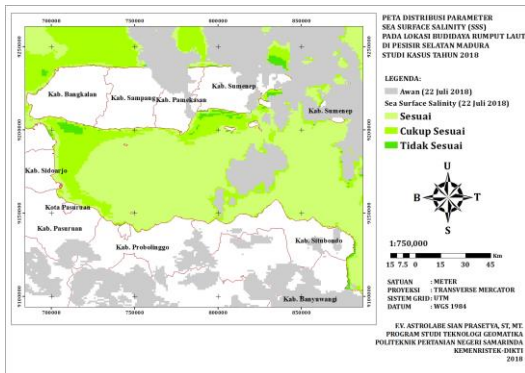 700000 750000 800000 850000
Kab. Bangkalan
Kab. Sampang
Kab. Pamekasan
Sumenep
Kab. Sumenep
Kab. Sidoarjo
Kota Pasuruan
Kab. Pasuruan
Kab. Probolinggo
Kab. Situbondo
Kab. Banyuwangi
700000 750000 800000 850000
PETA DISTRIBUSI PARAMETER
SEA SURFACE SALINITY (SSS)
PADA LOKASI BUDIDAYA RUMPUT LAUT
DI PESISIR SELATAN MADURA
STUDI KASUS TAHUN 2018
LEGENDA:
Awan (22 Juli 2018)
Sea Surface Salinity (22 Juli 2018)
Sesuai
Cukup Sesuai
Tidak Sesuai
U
B T
S
1:750,000
15 7.5 0 15 30 45 Km
SATUAN : METER
PROYEKSI : TRANSVERSE MERCATOR
SISTEM GRID: UTM
DATUM : WGS 1984
F.V. ASTROLABE SIAN PRASETYA, ST, MT.
PROGRAM STUDI TEKNOLOGI GEOMATIKA
POLITEKNIK PERTANIAN NEGERI SAMARINDA
KEMENRISTEK-DIKTI
2018